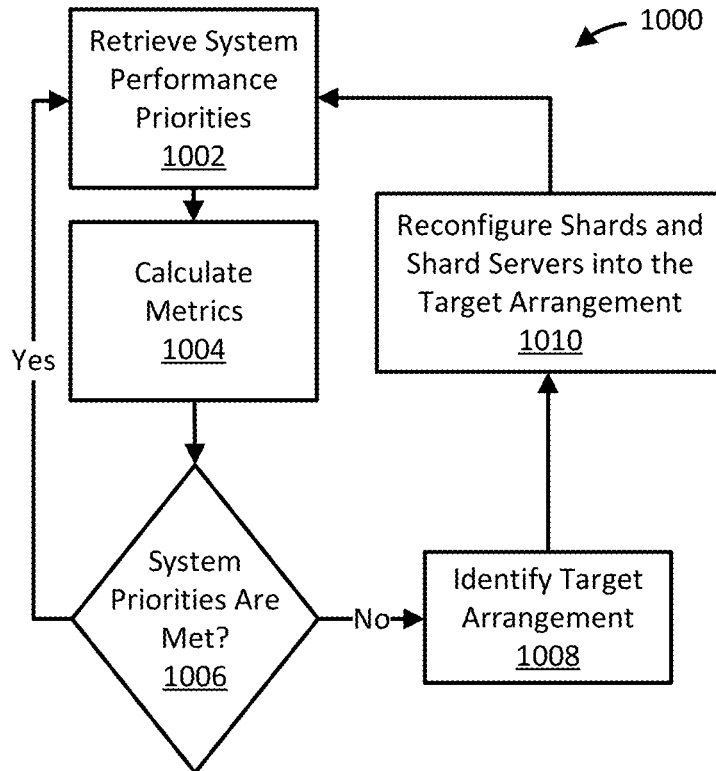 1000
Retrieve System
Performance
Priorities
1002
Calculate
Metrics
1004
Reconfigure Shards and
Shard Servers into the
Target Arrangement
1010
Yes
System
Priorities Are
Met?
1006
No
Identify Target
Arrangement
1008